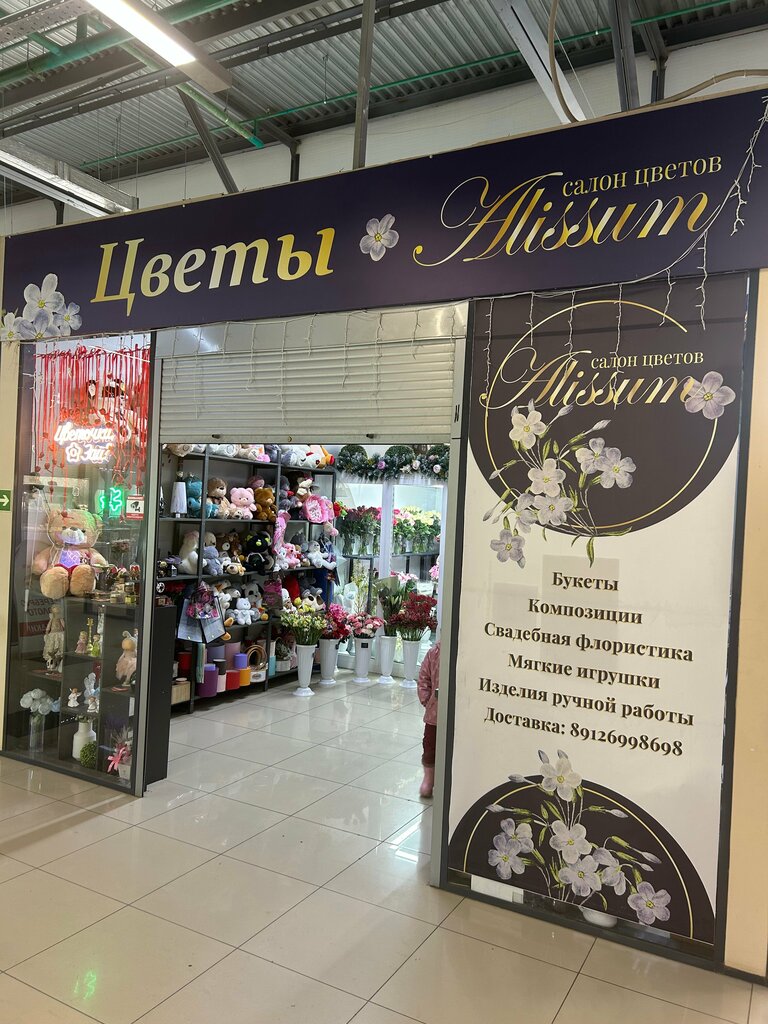 Цветы
салон цветов
Alissum
салон цветов
Alissum
Букеты
Композиции
Свадебная флористика
Мягкие игрушки
Изделия ручной работы
Доставка: 89126998698